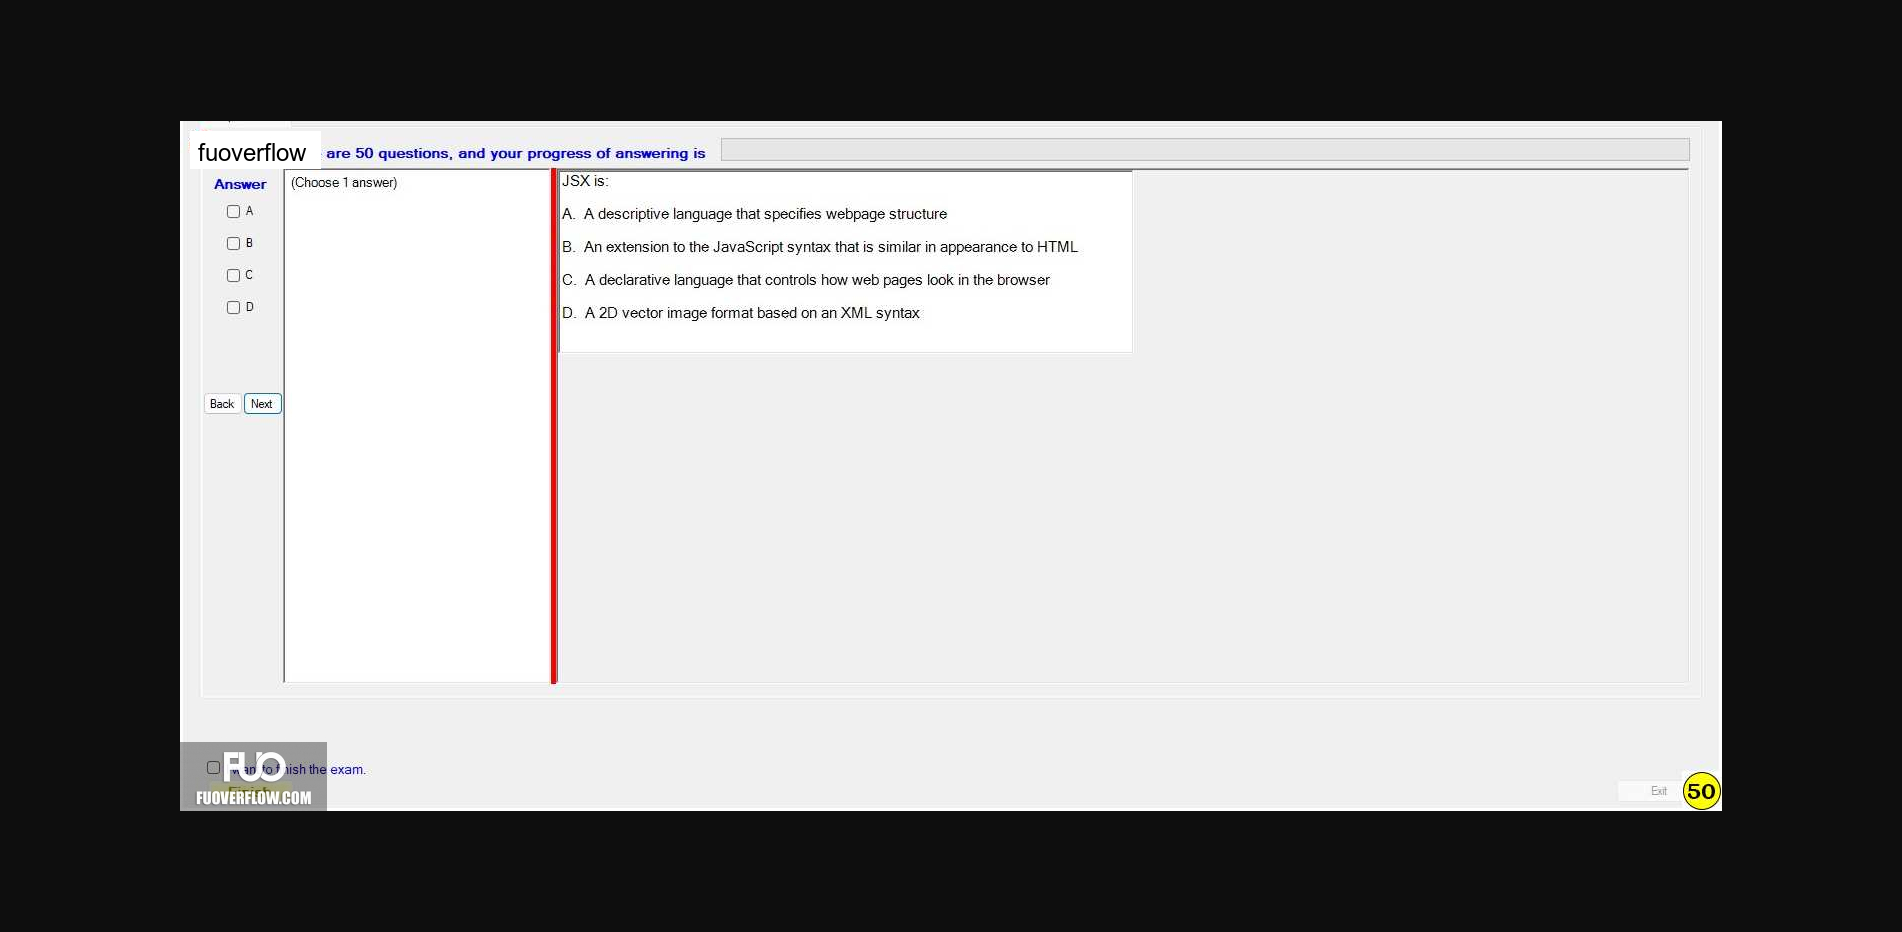 fuoverflow are 50 questions, and your progress of answering is
Answer
(Choose 1 answer)
A
B
C
D
Back Next
JSX is:
A. A descriptive language that specifies webpage structure
B. An extension to the JavaScript syntax that is similar in appearance to HTML
C. A declarative language that controls how web pages look in the browser
D. A 2D vector image format based on an XML syntax
FUO
I want to finish the exam.
Finish
FUOVERFLOW.COM
Exit
50